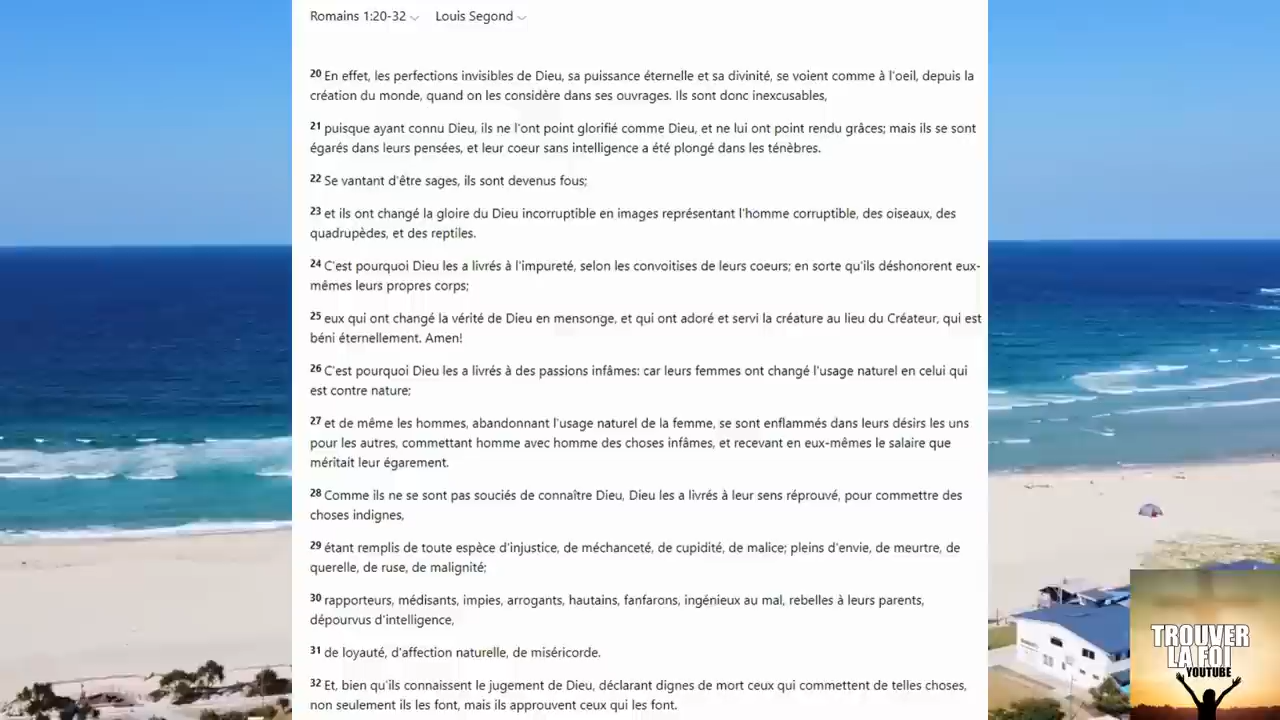 Romains 1:20-32 Louis Segond
20 En effet, les perfections invisibles de Dieu, sa puissance éternelle et sa divinité, se voient comme à l'oeil, depuis la
création du monde, quand on les considère dans ses ouvrages. Ils sont donc inexcusables,
21 puisque ayant connu Dieu, ils ne l'ont point glorifié comme Dieu, et ne lui ont point rendu grâces; mais ils se sont
égarés dans leurs pensées, et leur coeur sans intelligence a été plongé dans les ténèbres.
22 Se vantant d'être sages, ils sont devenus fous;
23 et ils ont changé la gloire du Dieu incorruptible en images représentant l'homme corruptible, des oiseaux, des
quadrupèdes, et des reptiles.
24 C'est pourquoi Dieu les a livrés à l'impureté, selon les convoitises de leurs coeurs; en sorte qu'ils déshonorent eux-
mêmes leurs propres corps;
25 eux qui ont changé la vérité de Dieu en mensonge, et qui ont adoré et servi la créature au lieu du Créateur, qui est
béni éternellement. Amen!
26 C'est pourquoi Dieu les a livrés à des passions infâmes: car leurs femmes ont changé l'usage naturel en celui qui
est contre nature;
27 et de même les hommes, abandonnant l'usage naturel de la femme, se sont enflammés dans leurs désirs les uns
pour les autres, commettant homme avec homme des choses infâmes, et recevant en eux-mêmes le salaire que
méritait leur égarement.
28 Comme ils ne se sont pas souciés de connaître Dieu, Dieu les a livrés à leur sens réprouvé, pour commettre des
choses indignes,
29 étant remplis de toute espèce d'injustice, de méchanceté, de cupidité, de malice; pleins d'envie, de meurtre, de
querelle, de ruse, de malignité;
30 rapporteurs, médisants, impies, arrogants, hautains, fanfarons, ingénieux au mal, rebelles à leurs parents,
dépourvus d'intelligence,
31 de loyauté, d'affection naturelle, de miséricorde.
32 Et, bien qu'ils connaissent le jugement de Dieu, déclarant dignes de mort ceux qui commettent de telles choses,
non seulement ils les font, mais ils approuvent ceux qui les font.
TROUVER
LA FOI
YOUTUBE